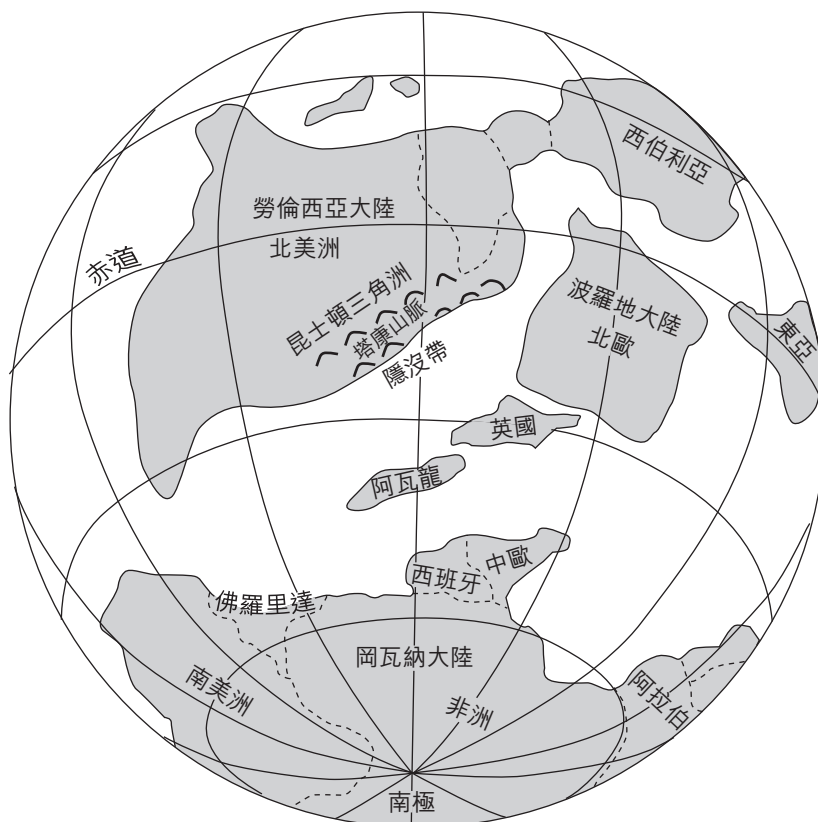 西伯利亞
勞倫西亞大陸
北美洲
赤道
昆士頓三角洲
塔康山脈
隱沒帶
波羅地大陸
北歐
東亞
英國
阿瓦龍
中歐
西班牙
佛羅里達
岡瓦納大陸
南美洲
非洲
阿拉伯
南極